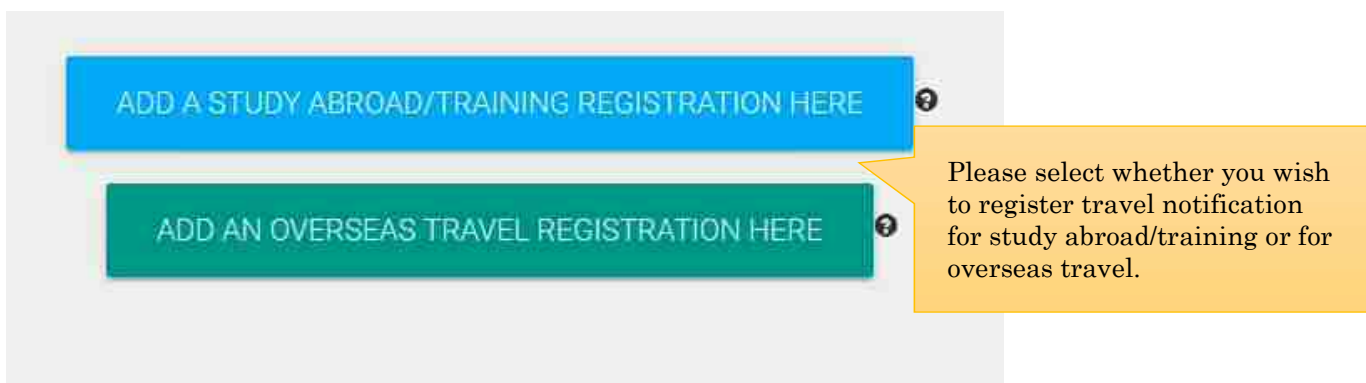 ADD A STUDY ABROAD/TRAINING REGISTRATION HERE
ADD AN OVERSEAS TRAVEL REGISTRATION HERE
Please select whether you wish
to register travel notification
for study abroad/training or for
overseas travel.